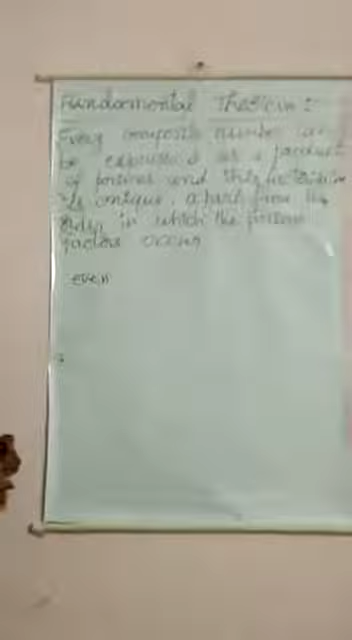 Fundamental Theorem:
Every composite number can
be expressed as a product
of primes and this
is unique, apart from the
order in which the prime
factors occur
even